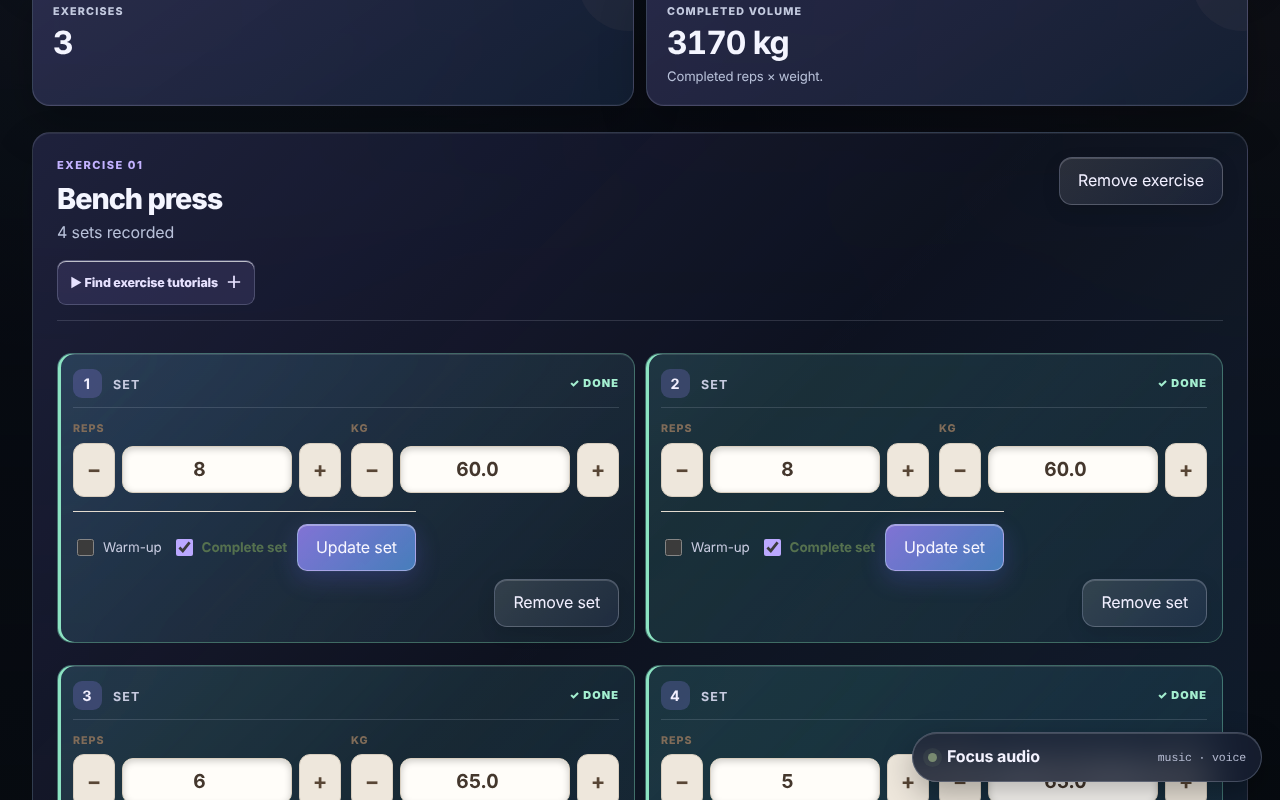 EXERCISES
3
COMPLETED VOLUME
3170 kg
Completed reps × weight.
EXERCISE 01
Bench press
4 sets recorded
Remove exercise
▶ Find exercise tutorials +
1 SET ✓ DONE
REPS KG
− 8 + − 60.0 +
Warm-up Complete set Update set
Remove set
2 SET ✓ DONE
REPS KG
− 8 + − 60.0 +
Warm-up Complete set Update set
Remove set
3 SET ✓ DONE
REPS KG
− 6 + − 65.0 +
4 SET ✓ DONE
REPS
− 5 + − 65.0 +
Focus audio music · voice